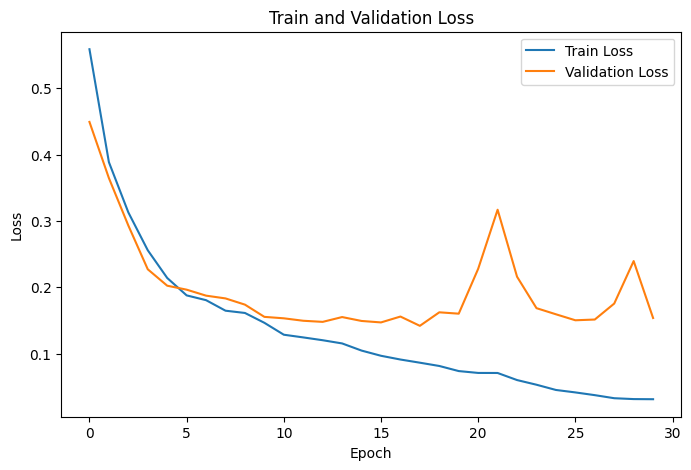 Train and Validation Loss
Train Loss
Validation Loss
Loss
0.5
0.4
0.3
0.2
0.1
0 5 10 15 20 25 30
Epoch